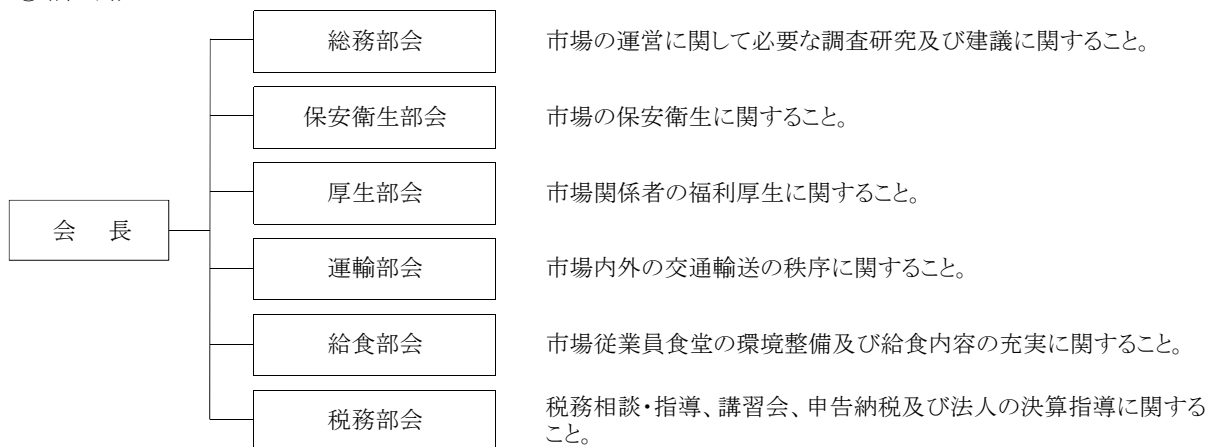 総務部会
市場の運営に関して必要な調査研究及び建議に関すること。
保安衛生部会
市場の保安衛生に関すること。
厚生部会
市場関係者の福利厚生に関すること。
会 長
運輸部会
市場内外の交通輸送の秩序に関すること。
給食部会
市場従業員食堂の環境整備及び給食内容の充実に関すること。
税務部会
税務相談・指導、講習会、申告納税及び法人の決算指導に関する
こと。